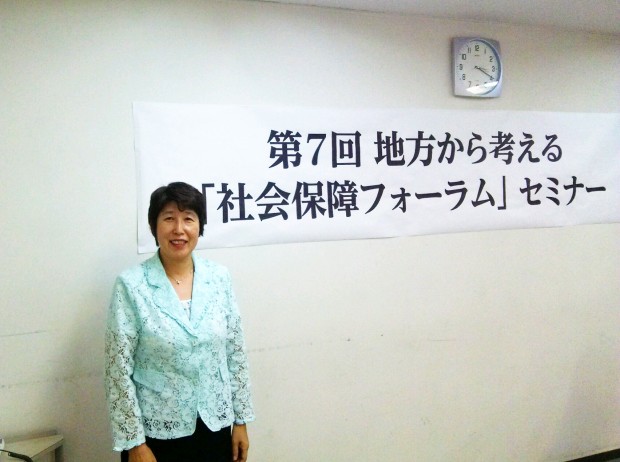 第7回 地方から考える
「社会保障フォーラム」セミナー